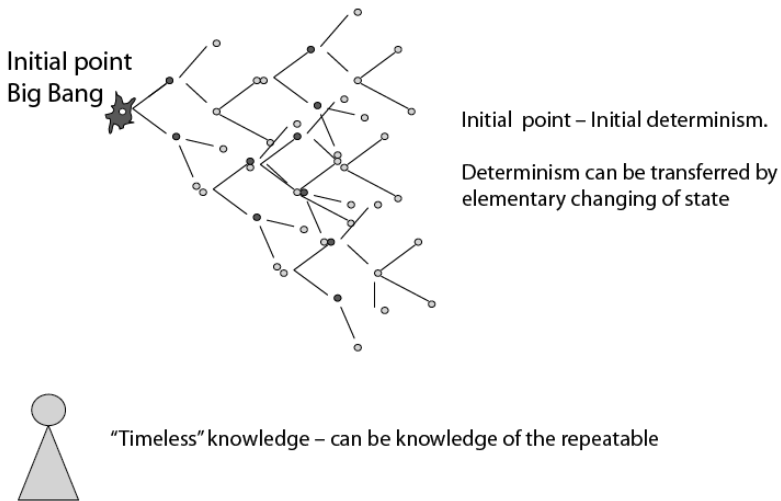 Initial point
Big Bang
Initial  point – Initial determinism.
Determinism can be transferred by
elementary changing of state
“Timeless” knowledge – can be knowledge of the repeatable